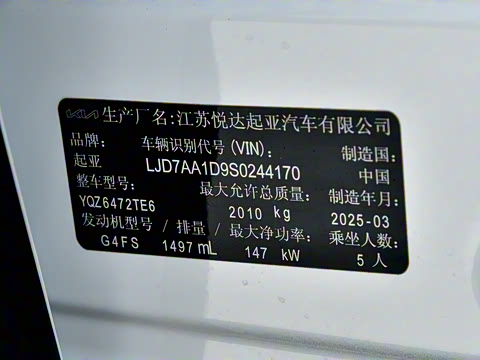 KIA 生产厂名:江苏悦达起亚汽车有限公司
品牌: 车辆识别代号(VIN): 制造国:
起亚 LJD7AA1D9S0244170 中国
整车型号: 最大允许总质量: 制造年月:
YQZ6472TE6 2010 kg 2025-03
发动机型号/排量/最大净功率: 乘坐人数:
G4FS 1497 mL 147 kW 5 人